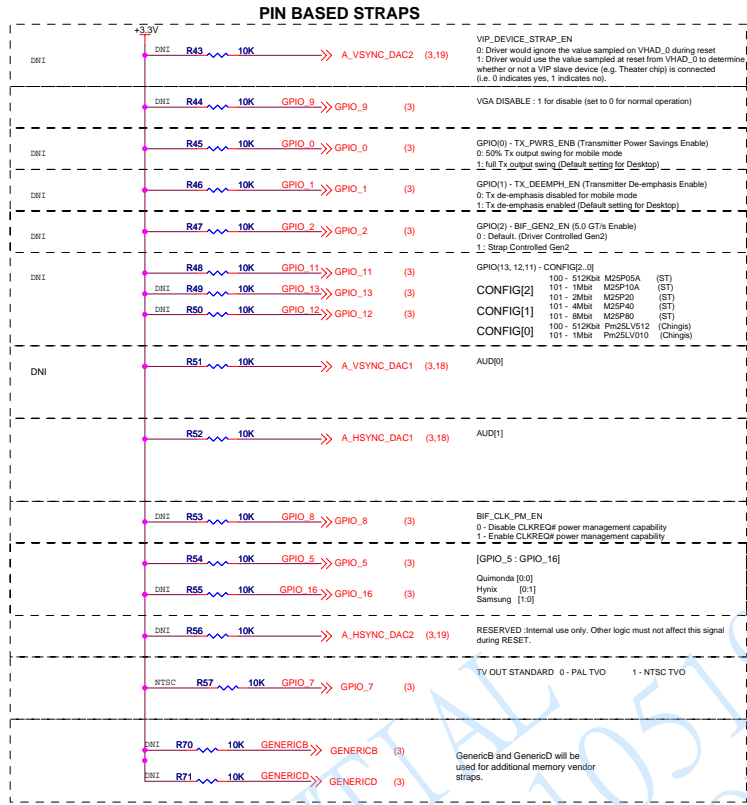 PIN BASED STRAPS
+3.3V
DNI
DNI R43 10K A_VSYNC_DAC2 (3,19)
VIP_DEVICE_STRAP_EN
0: Driver would ignore the value sampled on VHAD_0 during reset
1: Driver would use the value sampled at reset from VHAD_0 to determine
whether or not a VIP slave device (e.g. Theater chip) is connected
(i.e. 0 indicates yes, 1 indicates no).
DNI R44 10K GPIO_9 GPIO_9 (3)
VGA DISABLE : 1 for disable (set to 0 for normal operation)
DNI
R45 10K GPIO_0 GPIO_0 (3)
GPIO(0) - TX_PWRS_ENB (Transmitter Power Savings Enable)
0: 50% Tx output swing for mobile mode
1: full Tx output swing (Default setting for Desktop)
DNI
R46 10K GPIO_1 GPIO_1 (3)
GPIO(1) - TX_DEEMPH_EN (Transmitter De-emphasis Enable)
0: Tx de-emphasis disabled for mobile mode
1: Tx de-emphasis enabled (Default setting for Desktop)
DNI
R47 10K GPIO_2 GPIO_2 (3)
GPIO(2) - BIF_GEN2_EN (5.0 GT/s Enable)
0 : Default. (Driver Controlled Gen2)
1 : Strap Controlled Gen2
DNI
R48 10K GPIO_11 GPIO_11 (3)
DNI R49 10K GPIO_13 GPIO_13 (3)
DNI R50 10K GPIO_12 GPIO_12 (3)
GPIO(13, 12,11) - CONFIG[2..0]
CONFIG[2]
CONFIG[1]
CONFIG[0]
100 - 512Kbit M25P05A (ST)
101 - 1Mbit M25P10A (ST)
101 - 2Mbit M25P20 (ST)
101 - 4Mbit M25P40 (ST)
101 - 8Mbit M25P80 (ST)
100 - 512Kbit Pm25LV512 (Chingis)
101 - 1Mbit Pm25LV010 (Chingis)
DNI
R51 10K A_VSYNC_DAC1 (3,18)
AUD[0]
R52 10K A_HSYNC_DAC1 (3,18)
AUD[1]
DNI R53 10K GPIO_8 GPIO_8 (3)
BIF_CLK_PM_EN
0 - Disable CLKREQ# power management capability
1 - Enable CLKREQ# power management capability
R54 10K GPIO_5 GPIO_5 (3)
DNI R55 10K GPIO_16 GPIO_16 (3)
[GPIO_5 : GPIO_16]
Quimonda [0:0]
Hynix [0:1]
Samsung [1:0]
DNI R56 10K A_HSYNC_DAC2 (3,19)
RESERVED :Internal use only. Other logic must not affect this signal
during RESET.
NTSC R57 10K GPIO_7 GPIO_7 (3)
TV OUT STANDARD 0 - PAL TVO 1 - NTSC TVO
DNI R70 10K GENERICB GENERICB (3)
DNI R71 10K GENERICD GENERICD (3)
GenericB and GenericD will be
used for additional memory vendor
straps.